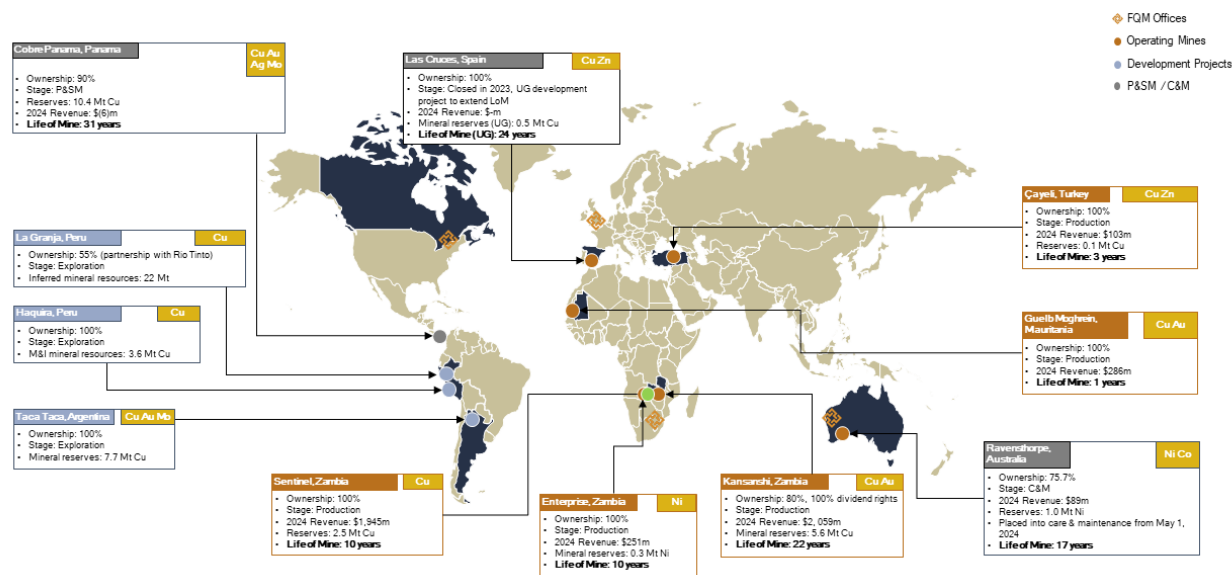 FQM Offices
Operating Mines
Development Projects
P&SM / C&M
Cobre Panama, Panama
Cu Au
Ag Mo
• Ownership: 90%
• Stage: P&SM
• Reserves: 10.4 Mt Cu
• 2024 Revenue: $(6)m
• Life of Mine: 31 years
Las Cruces, Spain
Cu Zn
• Ownership: 100%
• Stage: Closed in 2023, UG development
project to extend LoM
• 2024 Revenue: $-m
• Mineral reserves (UG): 0.5 Mt Cu
• Life of Mine (UG): 24 years
Çayeli, Turkey
Cu Zn
• Ownership: 100%
• Stage: Production
• 2024 Revenue: $103m
• Reserves: 0.1 Mt Cu
• Life of Mine: 3 years
La Granja, Peru
Cu
• Ownership: 55% (partnership with Rio Tinto)
• Stage: Exploration
• Inferred mineral resources: 22 Mt
Haquira, Peru
Cu
• Ownership: 100%
• Stage: Exploration
• M&I mineral resources: 3.6 Mt Cu
Guelb Moghrein,
Mauritania
Cu Au
• Ownership: 100%
• Stage: Production
• 2024 Revenue: $286m
• Life of Mine: 1 years
Taca Taca, Argentina
Cu Au Mo
• Ownership: 100%
• Stage: Exploration
• Mineral reserves: 7.7 Mt Cu
Sentinel, Zambia
Cu
• Ownership: 100%
• Stage: Production
• 2024 Revenue: $1,945m
• Reserves: 2.5 Mt Cu
• Life of Mine: 10 years
Enterprise, Zambia
Ni
• Ownership: 100%
• Stage: Production
• 2024 Revenue: $251m
• Mineral reserves: 0.3 Mt Ni
• Life of Mine: 10 years
Kansanshi, Zambia
Cu Au
• Ownership: 80%, 100% dividend rights
• Stage: Production
• 2024 Revenue: $2, 059m
• Mineral reserves: 5.6 Mt Cu
• Life of Mine: 22 years
Ravensthorpe,
Australia
Ni Co
• Ownership: 75.7%
• Stage: C&M
• 2024 Revenue: $89m
• Reserves: 1.0 Mt Ni
• Placed into care & maintenance from May 1,
2024
• Life of Mine: 17 years